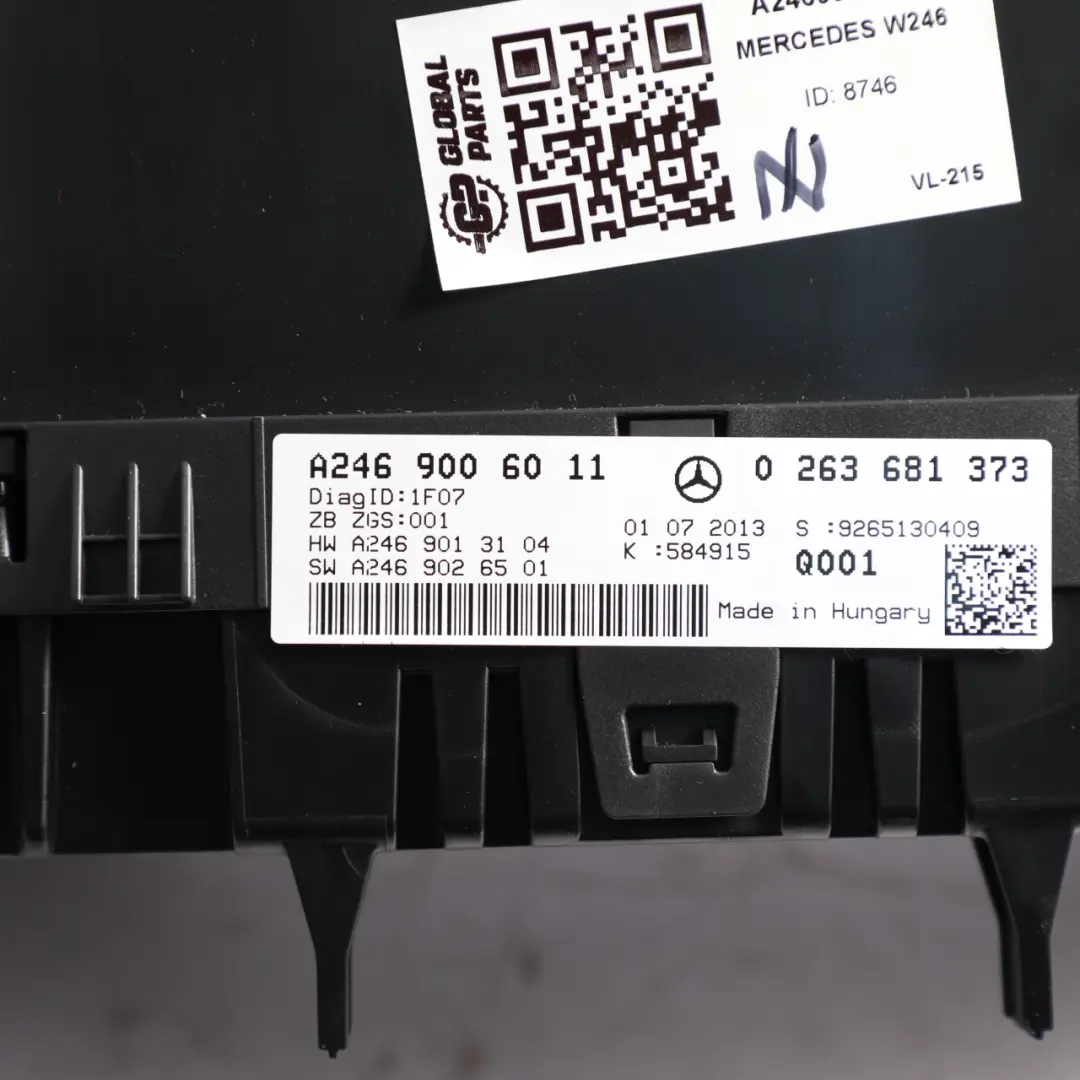 MERCEDES W246
ID: 8746
VL-215
GLOBAL
PARTS
A246 900 60 11
0 263 681 373
DiagID:1F07
ZB ZGS:001
01 07 2013 S :9265130409
HW A246 901 31 04
K :584915
Q001
SW A246 902 65 01
Made in Hungary